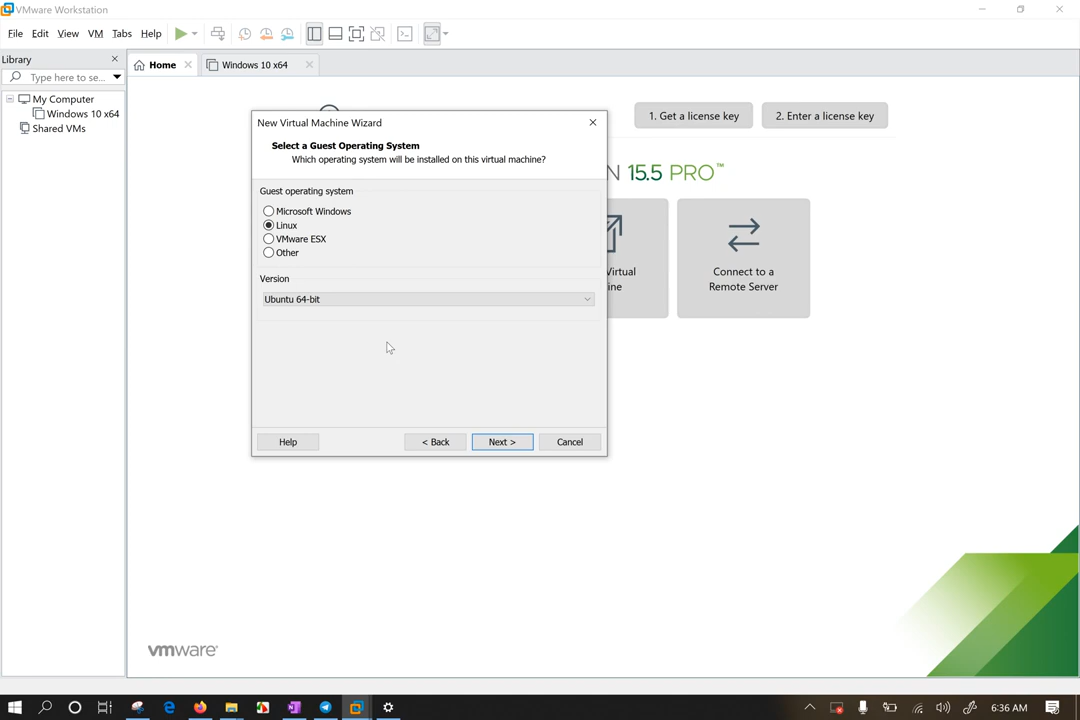 VMware Workstation
File Edit View VM Tabs Help
Library
Type here to se...
My Computer
Windows 10 x64
Shared VMs
Home
Windows 10 x64
1. Get a license key
2. Enter a license key
N 15.5 PRO™
Virtual
ine
Connect to a
Remote Server
New Virtual Machine Wizard
Select a Guest Operating System
Which operating system will be installed on this virtual machine?
Guest operating system
Microsoft Windows
Linux
VMware ESX
Other
Version
Ubuntu 64-bit
Help
< Back
Next >
Cancel
vmware®
6:36 AM